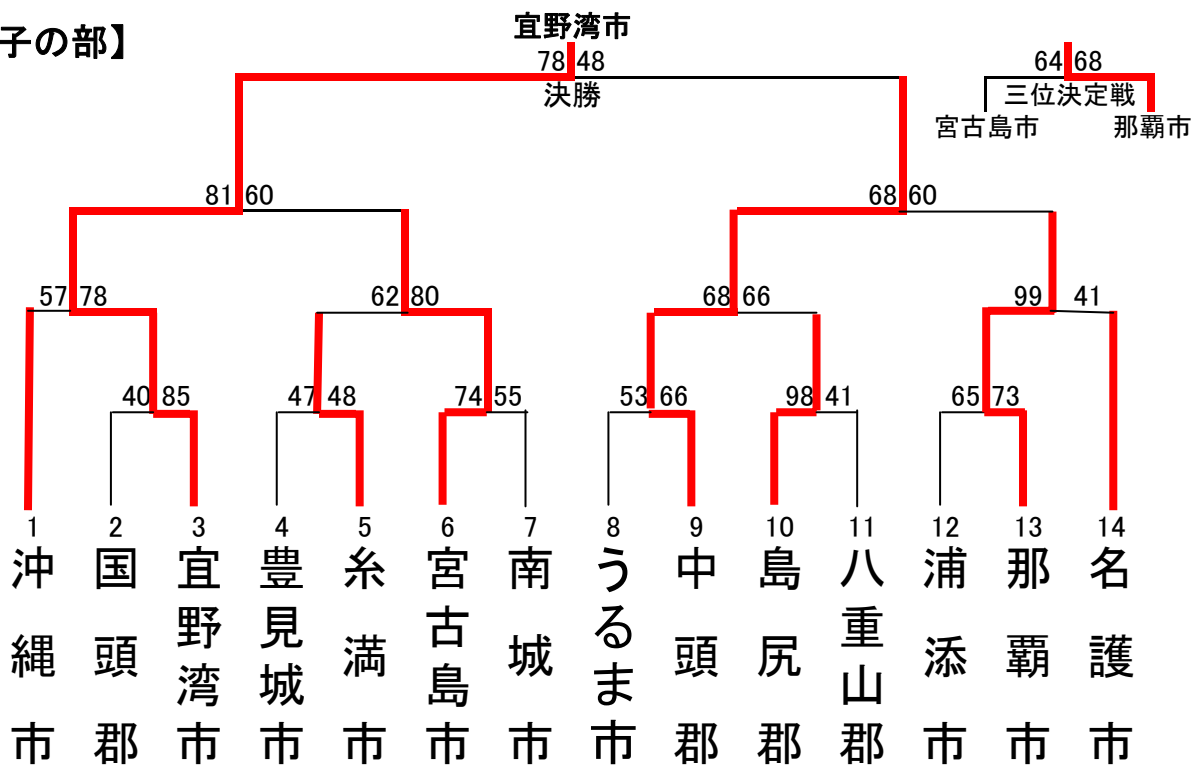 子の部】
宜野湾市
78 48
決勝
64 68
三位決定戦
宮古島市 那覇市
81 60
68 60
57 78
62 80
68 66
99 41
40 85
47 48
74 55
53 66
98 41
65 73
1 2 3 4 5 6 7 8 9 10 11 12 13 14
沖縄市
国頭郡
宜野湾市
豊見城市
糸満市
宮古島市
南城市
うるま市
中頭郡
島尻郡
八重山郡
浦添市
那覇市
名護市